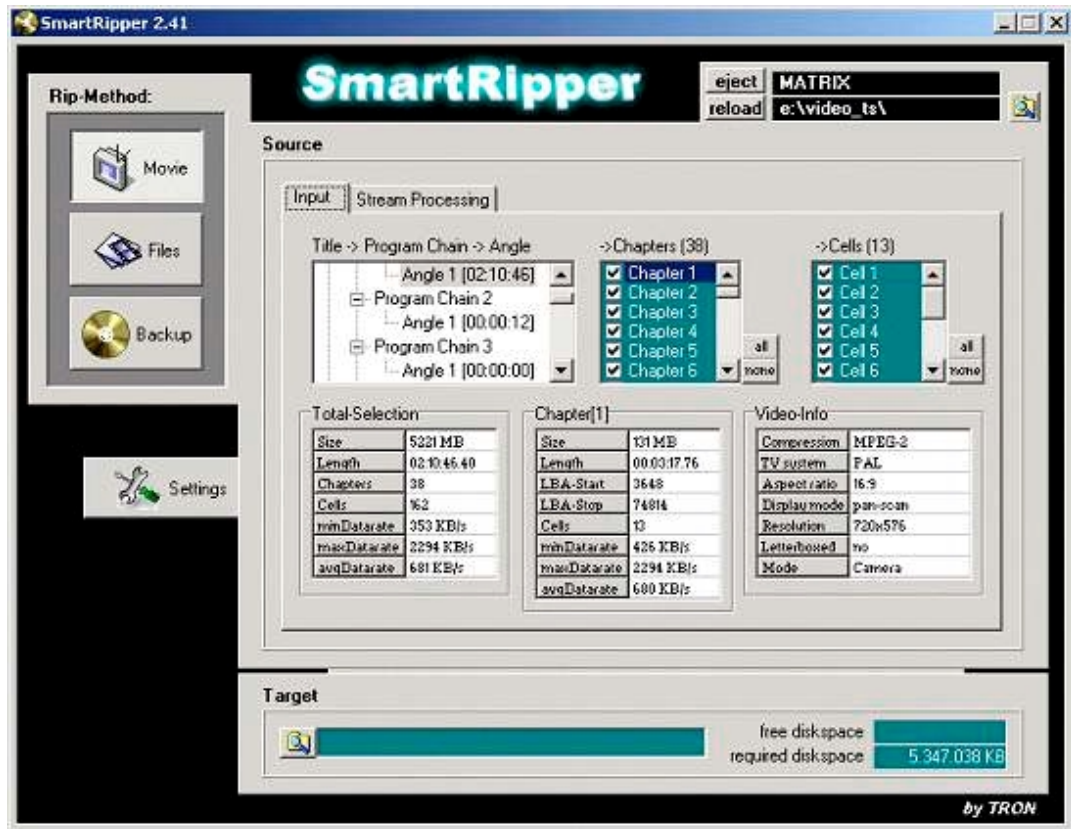 SmartRipper 2.41
SmartRipper
eject MATRIX
reload e:\video_ts\
Rip-Method:
Movie
Files
Backup
Settings
Source
Input Stream Processing
Title -> Program Chain -> Angle
Angle 1 [02:10:46]
Program Chain 2
Angle 1 [00:00:12]
Program Chain 3
Angle 1 [00:00:00]
->Chapters (38)
Chapter 1
Chapter 2
Chapter 3
Chapter 4
Chapter 5
Chapter 6
all
none
->Cells (13)
Cell 1
Cell 2
Cell 3
Cell 4
Cell 5
Cell 6
all
none
Total-Selection
Size 5221 MB
Length 02:10:46.40
Chapters 38
Cells 162
minDatarate 353 KB/s
maxDatarate 2294 KB/s
avgDatarate 681 KB/s
Chapter[1]
Size 131 MB
Length 00:03:17.76
LBA-Start 3648
LBA-Stop 74814
Cells 13
minDatarate 426 KB/s
maxDatarate 2294 KB/s
avgDatarate 680 KB/s
Video-Info
Compression MPEG-2
TV system PAL
Aspect ratio 16:9
Display mode pan-scan
Resolution 720x576
Letterboxed no
Mode Camera
Target
free diskspace
required diskspace 5.347.038 KB
by TRON